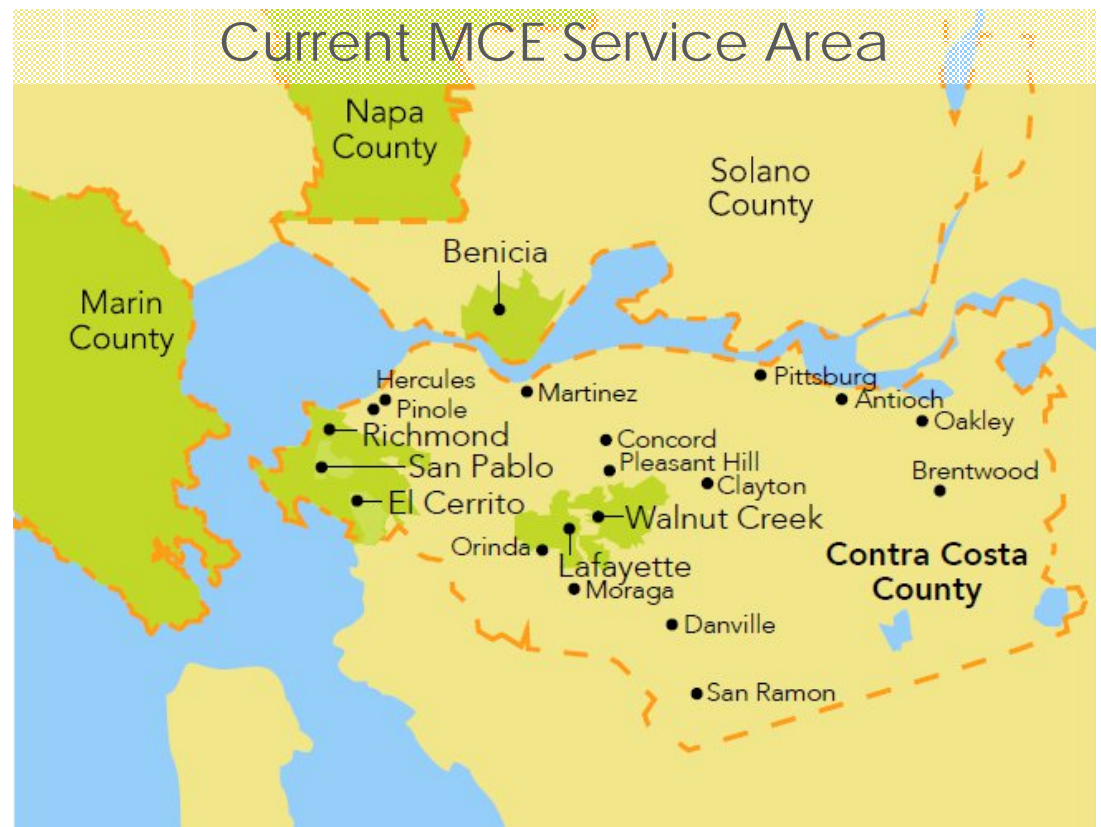 Current MCE Service Area
Napa
County
Solano
County
Benicia
Marin
County
Hercules
Pinole
Martinez
Pittsburg
Antioch
Oakley
Richmond
Concord
San Pablo
Pleasant Hill
Clayton
Brentwood
El Cerrito
Walnut Creek
Orinda
Lafayette
Contra Costa
County
Moraga
Danville
San Ramon